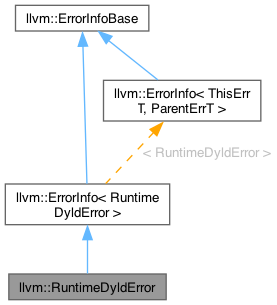 llvm::ErrorInfoBase
llvm::ErrorInfo< ThisErr
T, ParentErrT >
< RuntimeDyldError >
llvm::ErrorInfo< Runtime
DyldError >
llvm::RuntimeDyldError